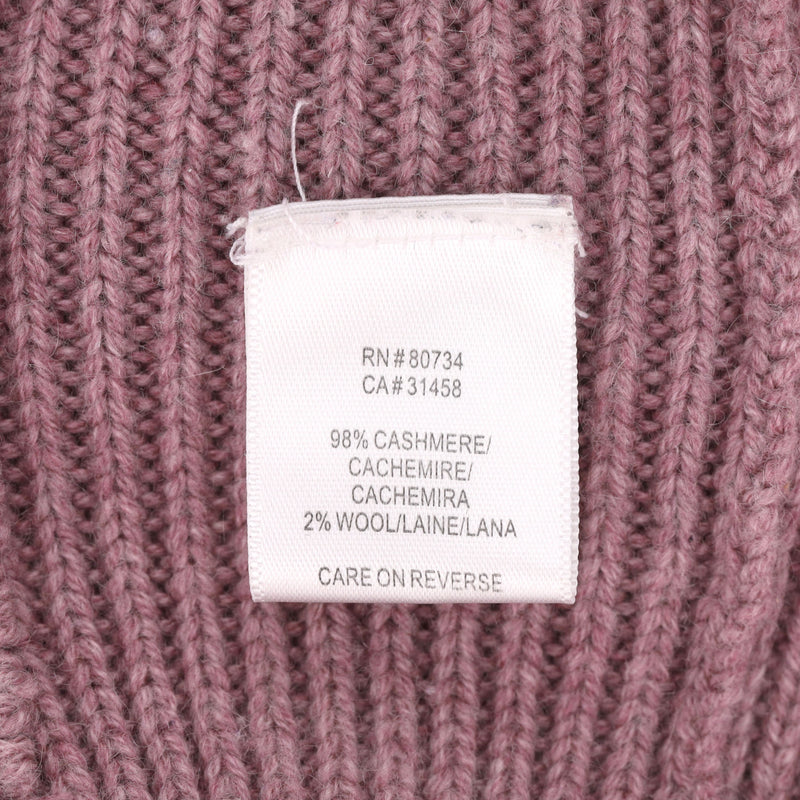 RN# 80734
CA# 31458
98% CASHMERE/
CACHEMIRE/
CACHEMIRA
2% WOOL/LAINE/LANA
CARE ON REVERSE